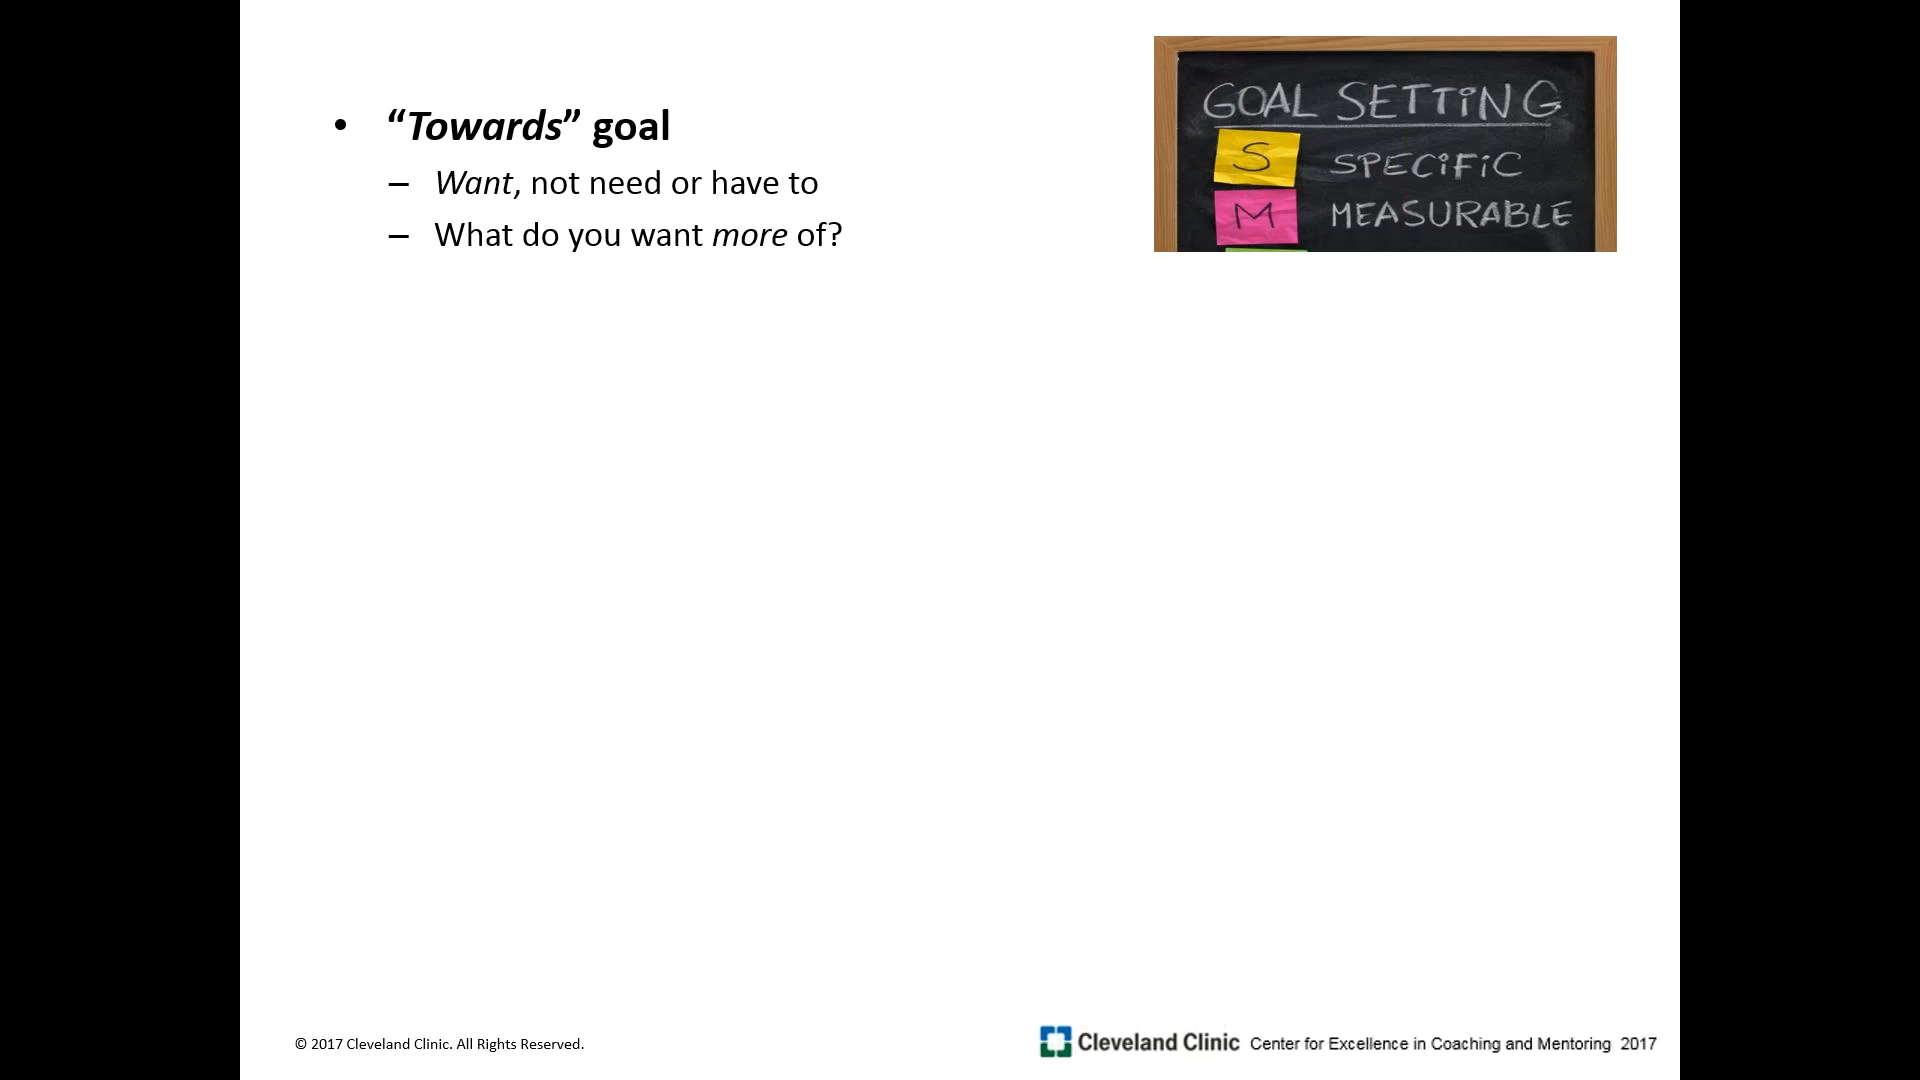 • “Towards” goal
– Want, not need or have to
– What do you want more of?
GOAL SETTiNG
S SPECiFiC
M MEASURABLE
© 2017 Cleveland Clinic. All Rights Reserved.
Cleveland Clinic Center for Excellence in Coaching and Mentoring 2017